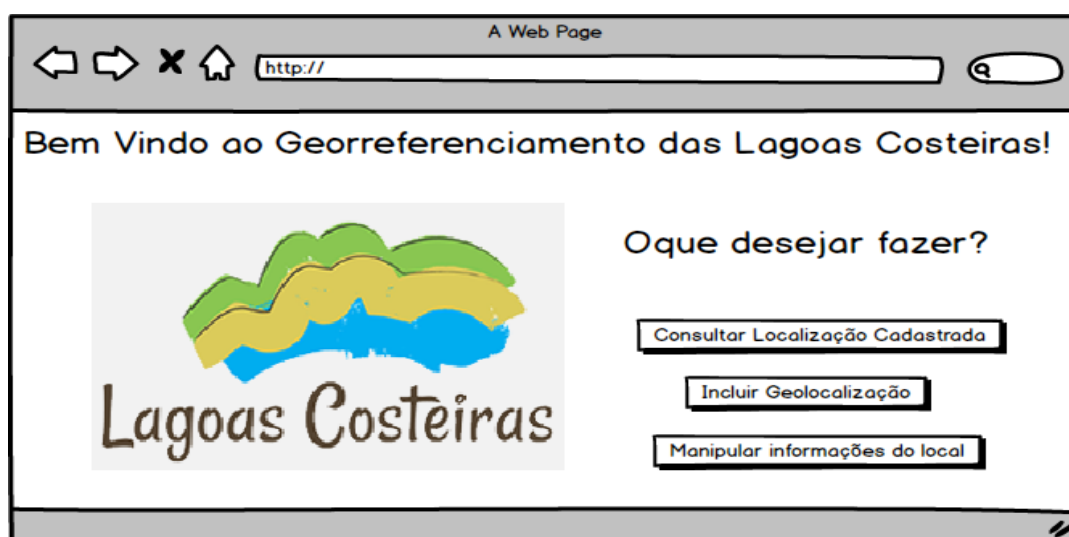 A Web Page
http://
Bem Vindo ao Georreferenciamento das Lagoas Costeiras!
Oque desejar fazer?
Consultar Localização Cadastrada
Incluir Geolocalização
Manipular informações do local
Lagoas Costeiras